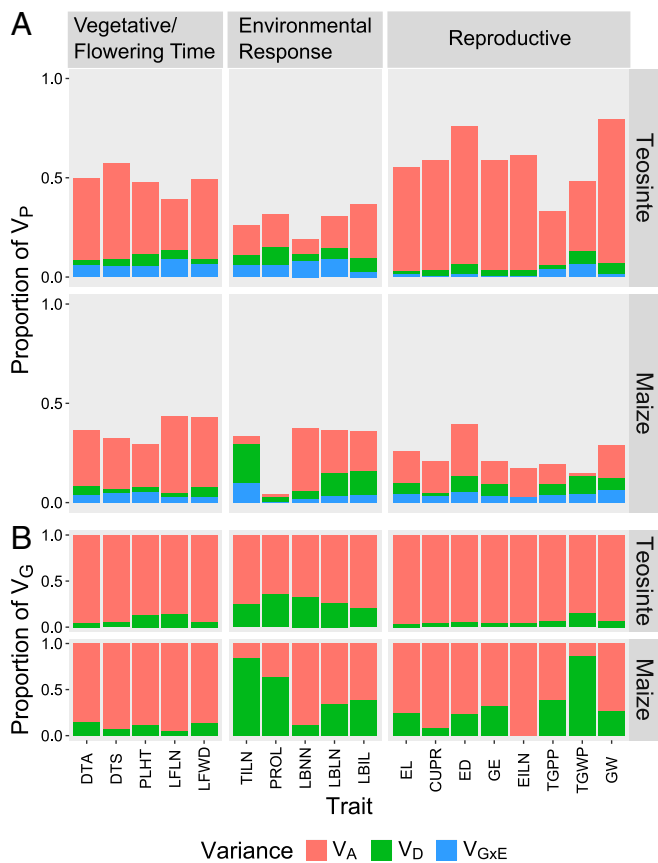 A
Vegetative/
Flowering Time
Environmental
Response
Reproductive
Proportion of VP
1.0
0.5
0.0
Teosinte
1.0
0.5
0.0
Maize
B
Proportion of VG
1.0
0.5
0.0
Teosinte
1.0
0.5
0.0
Maize
DTA DTS PLHT LFLN LFWD TILN PROL LBNN LBLN LBIL EL CUPR ED GE EILN TGPP TGWP GW
Trait
Variance VA VD VGxE